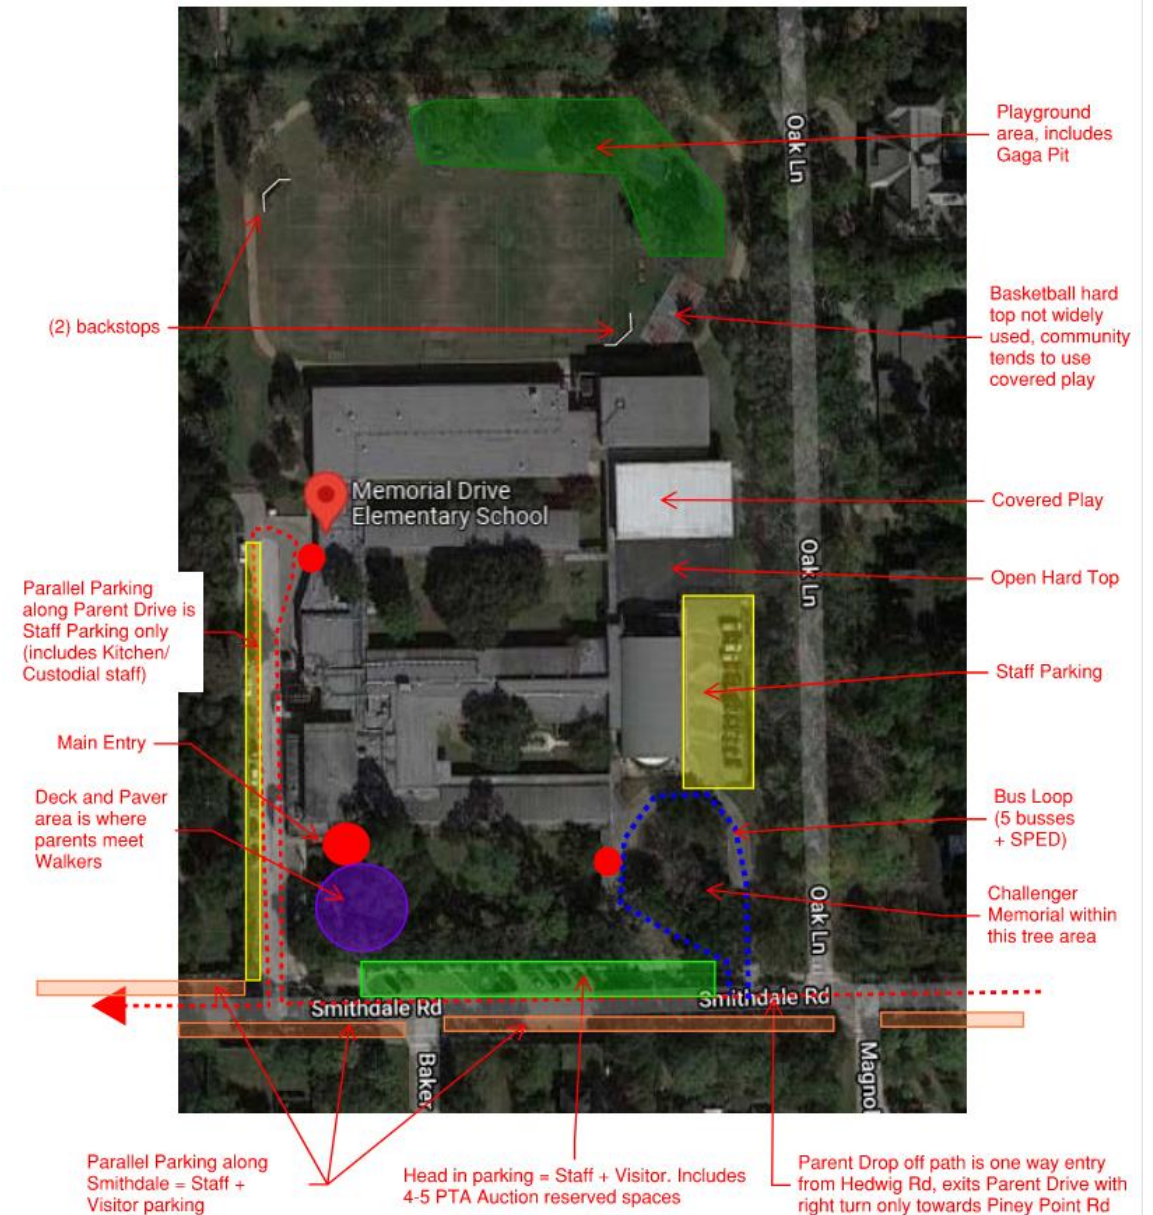 Playground
area, includes
Gaga Pit
Oak Ln
Basketball hard
top not widely
used, community
tends to use
covered play
(2) backstops
Memorial Drive
Elementary School
Covered Play
Oak Ln
Open Hard Top
Parallel Parking
along Parent Drive is
Staff Parking only
(includes Kitchen/
Custodial staff)
Staff Parking
Main Entry
Deck and Paver
area is where
parents meet
Walkers
Bus Loop
(5 busses
+ SPED)
Challenger
Memorial within
this tree area
Oak Ln
Smithdale Rd
Smithdale Rd
Baker
Magnol
Parallel Parking along
Smithdale = Staff +
Visitor parking
Head in parking = Staff + Visitor. Includes
4-5 PTA Auction reserved spaces
Parent Drop off path is one way entry
from Hedwig Rd, exits Parent Drive with
right turn only towards Piney Point Rd